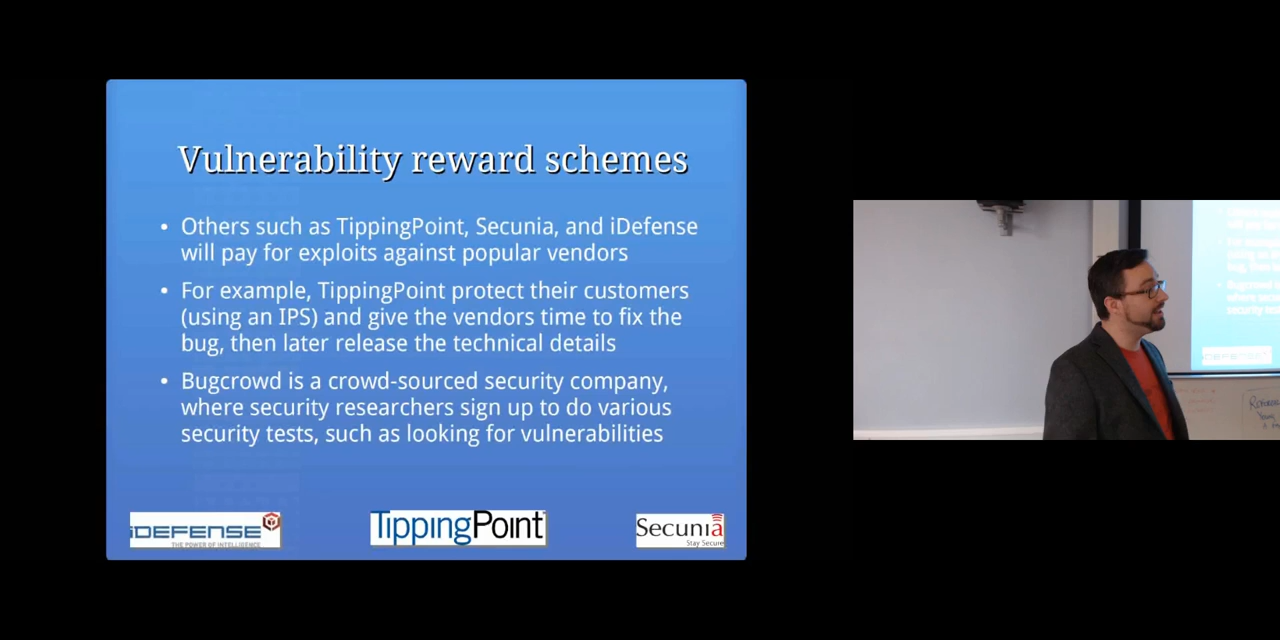 Vulnerability reward schemes
• Others such as TippingPoint, Secunia, and iDefense
will pay for exploits against popular vendors
• For example, TippingPoint protect their customers
(using an IPS) and give the vendors time to fix the
bug, then later release the technical details
• Bugcrowd is a crowd-sourced security company,
where security researchers sign up to do various
security tests, such as looking for vulnerabilities
iDEFENSE
THE POWER OF INTELLIGENCE
TippingPoint
Secunia
Stay Secure
iDEFENSE